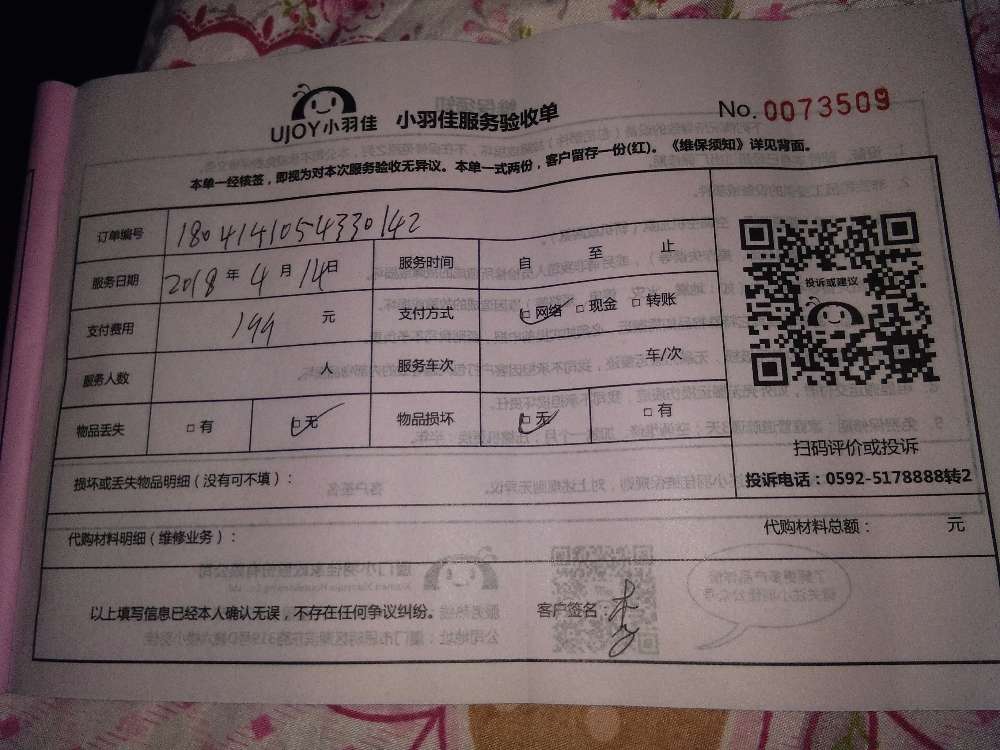 UJOY小羽佳 小羽佳服务验收单 No. 0073509
本单一经核签，即视为对本次服务验收无异议。本单一式两份，客户留存一份(红)。《维保须知》详见背面。
订单编号 1804141054330142
服务日期 2018年4月14日 服务时间 自 至 止
支付费用 199 元 支付方式 □网络 □现金 □转账
服务人数 人 服务车次 车/次
物品丢失 □有 □无 物品损坏 □无 □有
投诉或建议
扫码评价或投诉
投诉电话：0592-5178888转2
损坏或丢失物品明细（没有可不填）：
代购材料明细（维修业务）： 代购材料总额： 元
以上填写信息已经本人确认无误，不存在任何争议纠纷。 客户签名：